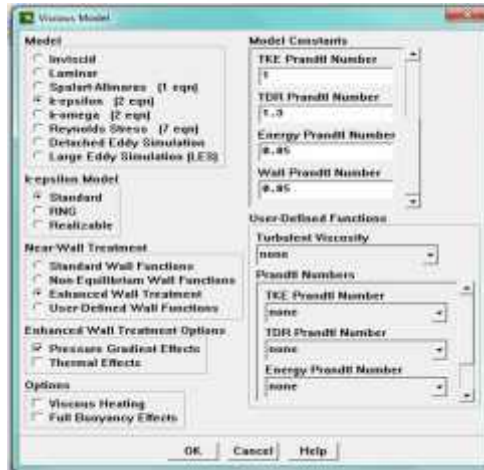 Viscous Model
Model
Inviscid
Laminar
Spalart-Allmaras (1 eqn)
k-epsilon (2 eqn)
k-omega (2 eqn)
Reynolds Stress (7 eqn)
Detached Eddy Simulation
Large Eddy Simulation (LES)
k-epsilon Model
Standard
RNG
Realizable
Near-Wall Treatment
Standard Wall Functions
Non-Equilibrium Wall Functions
Enhanced Wall Treatment
User-Defined Wall Functions
Enhanced Wall Treatment Options
Pressure Gradient Effects
Thermal Effects
Options
Viscous Heating
Full Buoyancy Effects
Model Constants
TKE Prandtl Number
1
TDR Prandtl Number
1.3
Energy Prandtl Number
0.85
Wall Prandtl Number
0.85
User-Defined Functions
Turbulent Viscosity
none
Prandtl Numbers
TKE Prandtl Number
none
TDR Prandtl Number
none
Energy Prandtl Number
none
OK Cancel Help